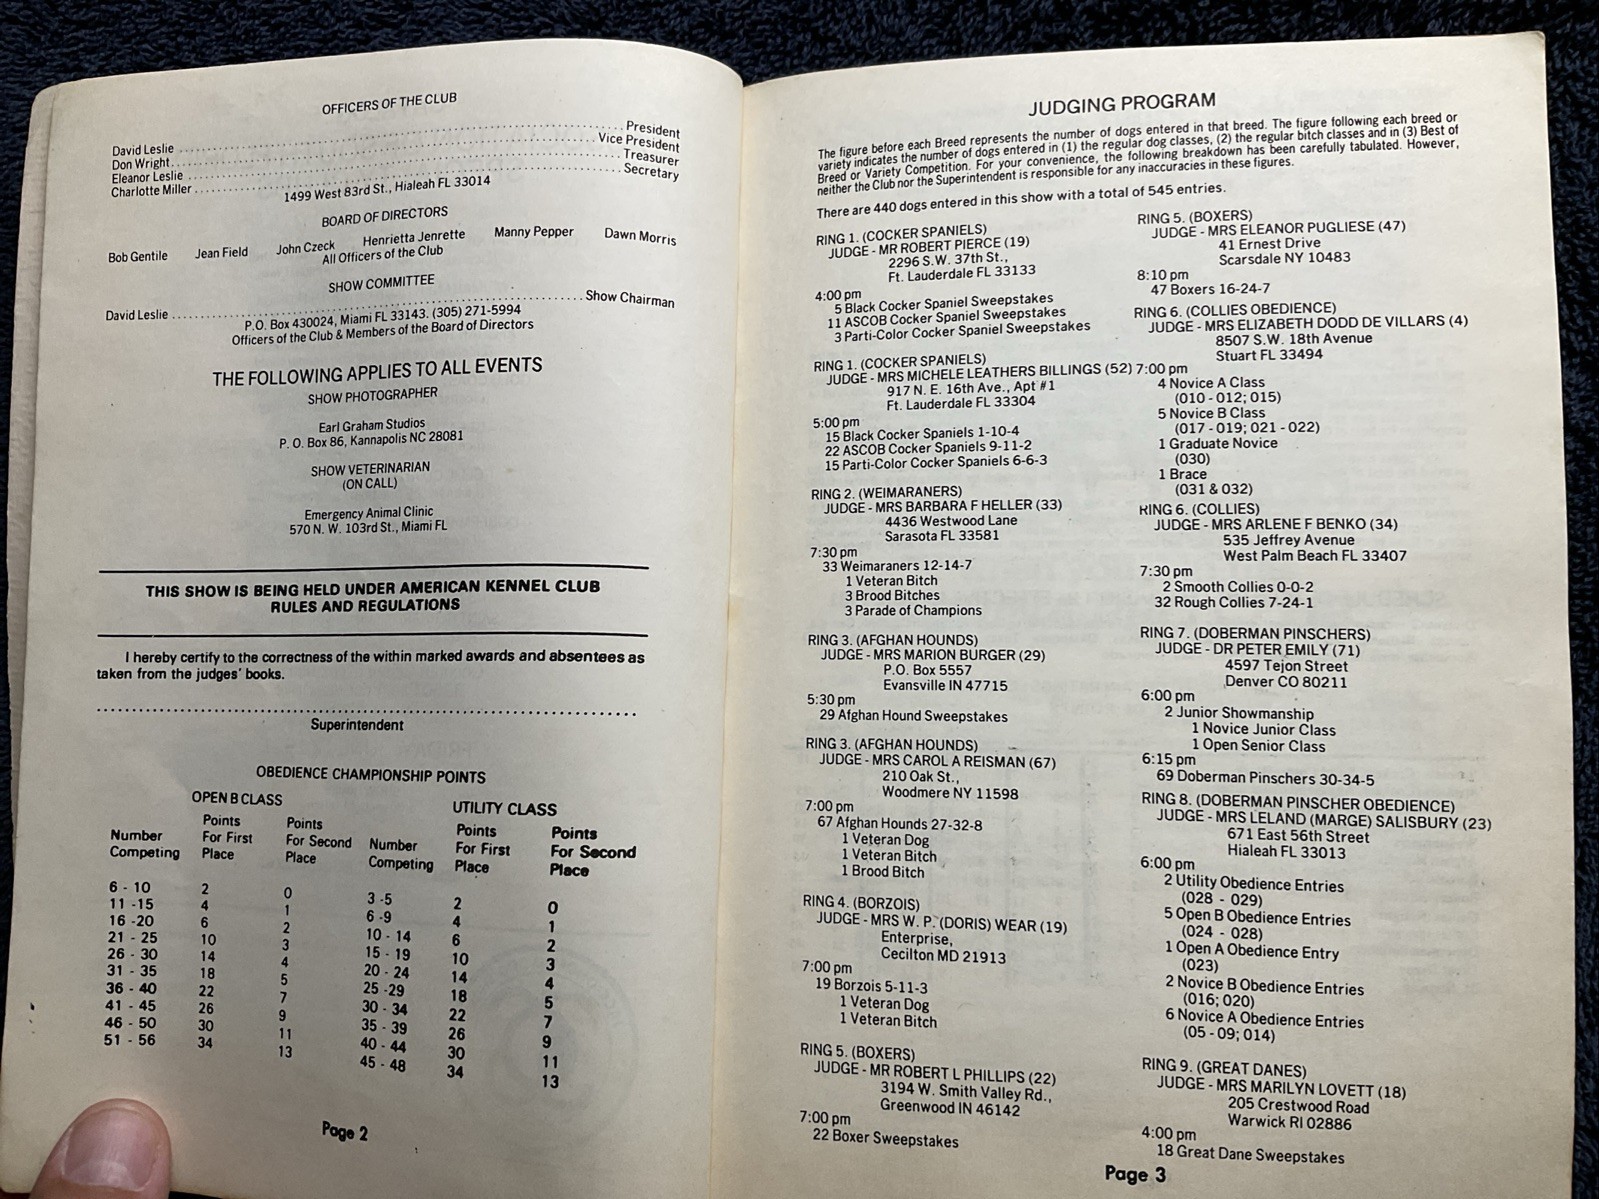 OFFICERS OF THE CLUB
David Leslie ........ President
Don Wright ........ Vice President
Eleanor Leslie ........ Treasurer
Charlotte Miller ........ Secretary
1499 West 83rd St., Hialeah FL 33014
BOARD OF DIRECTORS
Bob Gentile Jean Field John Czeck Henrietta Jenrette Manny Pepper Dawn Morris
All Officers of the Club
SHOW COMMITTEE
David Leslie ........ Show Chairman
P.O. Box 430024, Miami FL 33143. (305) 271-5994
Officers of the Club & Members of the Board of Directors
THE FOLLOWING APPLIES TO ALL EVENTS
SHOW PHOTOGRAPHER
Earl Graham Studios
P. O. Box 86, Kannapolis NC 28081
SHOW VETERINARIAN
(ON CALL)
Emergency Animal Clinic
570 N. W. 103rd St., Miami FL
THIS SHOW IS BEING HELD UNDER AMERICAN KENNEL CLUB
RULES AND REGULATIONS
I hereby certify to the correctness of the within marked awards and absentees as
taken from the judges' books.
Superintendent
OBEDIENCE CHAMPIONSHIP POINTS
OPEN B CLASS UTILITY CLASS
Number Competing Points For First Place Points For Second Place Number Competing Points For First Place Points For Second Place
6 - 10 2 0 3 -5 2 0
11 -15 4 1 6 -9 4 1
16 -20 6 2 10 - 14 6 2
21 - 25 10 3 15 - 19 10 3
26 - 30 14 4 20 - 24 14 4
31 - 35 18 5 25 -29 18 5
36 - 40 22 7 30 - 34 22 7
41 - 45 26 9 35 - 39 26 9
46 - 50 30 11 40 - 44 30 11
51 - 56 34 13 45 - 48 34 13
Page 2
JUDGING PROGRAM
The figure before each Breed represents the number of dogs entered in that breed. The figure following each breed or
variety indicates the number of dogs entered in (1) the regular dog classes, (2) the regular bitch classes and in (3) Best of
Breed or Variety Competition. For your convenience, the following breakdown has been carefully tabulated. However,
neither the Club nor the Superintendent is responsible for any inaccuracies in these figures.
There are 440 dogs entered in this show with a total of 545 entries.
RING 1. (COCKER SPANIELS)
JUDGE - MR ROBERT PIERCE (19)
2296 S.W. 37th St.,
Ft. Lauderdale FL 33133
4:00 pm
5 Black Cocker Spaniel Sweepstakes
11 ASCOB Cocker Spaniel Sweepstakes
3 Parti-Color Cocker Spaniel Sweepstakes
RING 1. (COCKER SPANIELS)
JUDGE - MRS MICHELE LEATHERS BILLINGS (52)
917 N. E. 16th Ave., Apt #1
Ft. Lauderdale FL 33304
5:00 pm
15 Black Cocker Spaniels 1-10-4
22 ASCOB Cocker Spaniels 9-11-2
15 Parti-Color Cocker Spaniels 6-6-3
RING 2. (WEIMARANERS)
JUDGE - MRS BARBARA F HELLER (33)
4436 Westwood Lane
Sarasota FL 33581
7:30 pm
33 Weimaraners 12-14-7
1 Veteran Bitch
3 Brood Bitches
3 Parade of Champions
RING 3. (AFGHAN HOUNDS)
JUDGE - MRS MARION BURGER (29)
P.O. Box 5557
Evansville IN 47715
5:30 pm
29 Afghan Hound Sweepstakes
RING 3. (AFGHAN HOUNDS)
JUDGE - MRS CAROL A REISMAN (67)
210 Oak St.,
Woodmere NY 11598
7:00 pm
67 Afghan Hounds 27-32-8
1 Veteran Dog
1 Veteran Bitch
1 Brood Bitch
RING 4. (BORZOIS)
JUDGE - MRS W. P. (DORIS) WEAR (19)
Enterprise,
Cecilton MD 21913
7:00 pm
19 Borzois 5-11-3
1 Veteran Dog
1 Veteran Bitch
RING 5. (BOXERS)
JUDGE - MR ROBERT L PHILLIPS (22)
3194 W. Smith Valley Rd.,
Greenwood IN 46142
7:00 pm
22 Boxer Sweepstakes
RING 5. (BOXERS)
JUDGE - MRS ELEANOR PUGLIESE (47)
41 Ernest Drive
Scarsdale NY 10483
8:10 pm
47 Boxers 16-24-7
RING 6. (COLLIES OBEDIENCE)
JUDGE - MRS ELIZABETH DODD DE VILLARS (4)
8507 S.W. 18th Avenue
Stuart FL 33494
7:00 pm
4 Novice A Class
(010 - 012; 015)
5 Novice B Class
(017 - 019; 021 - 022)
1 Graduate Novice
(030)
1 Brace
(031 & 032)
RING 6. (COLLIES)
JUDGE - MRS ARLENE F BENKO (34)
535 Jeffrey Avenue
West Palm Beach FL 33407
7:30 pm
2 Smooth Collies 0-0-2
32 Rough Collies 7-24-1
RING 7. (DOBERMAN PINSCHERS)
JUDGE - DR PETER EMILY (71)
4597 Tejon Street
Denver CO 80211
6:00 pm
2 Junior Showmanship
1 Novice Junior Class
1 Open Senior Class
6:15 pm
69 Doberman Pinschers 30-34-5
RING 8. (DOBERMAN PINSCHER OBEDIENCE)
JUDGE - MRS LELAND (MARGE) SALISBURY (23)
671 East 56th Street
Hialeah FL 33013
6:00 pm
2 Utility Obedience Entries
(028 - 029)
5 Open B Obedience Entries
(024 - 028)
1 Open A Obedience Entry
(023)
2 Novice B Obedience Entries
(016; 020)
6 Novice A Obedience Entries
(05 - 09; 014)
RING 9. (GREAT DANES)
JUDGE - MRS MARILYN LOVETT (18)
205 Crestwood Road
Warwick RI 02886
4:00 pm
18 Great Dane Sweepstakes
Page 3